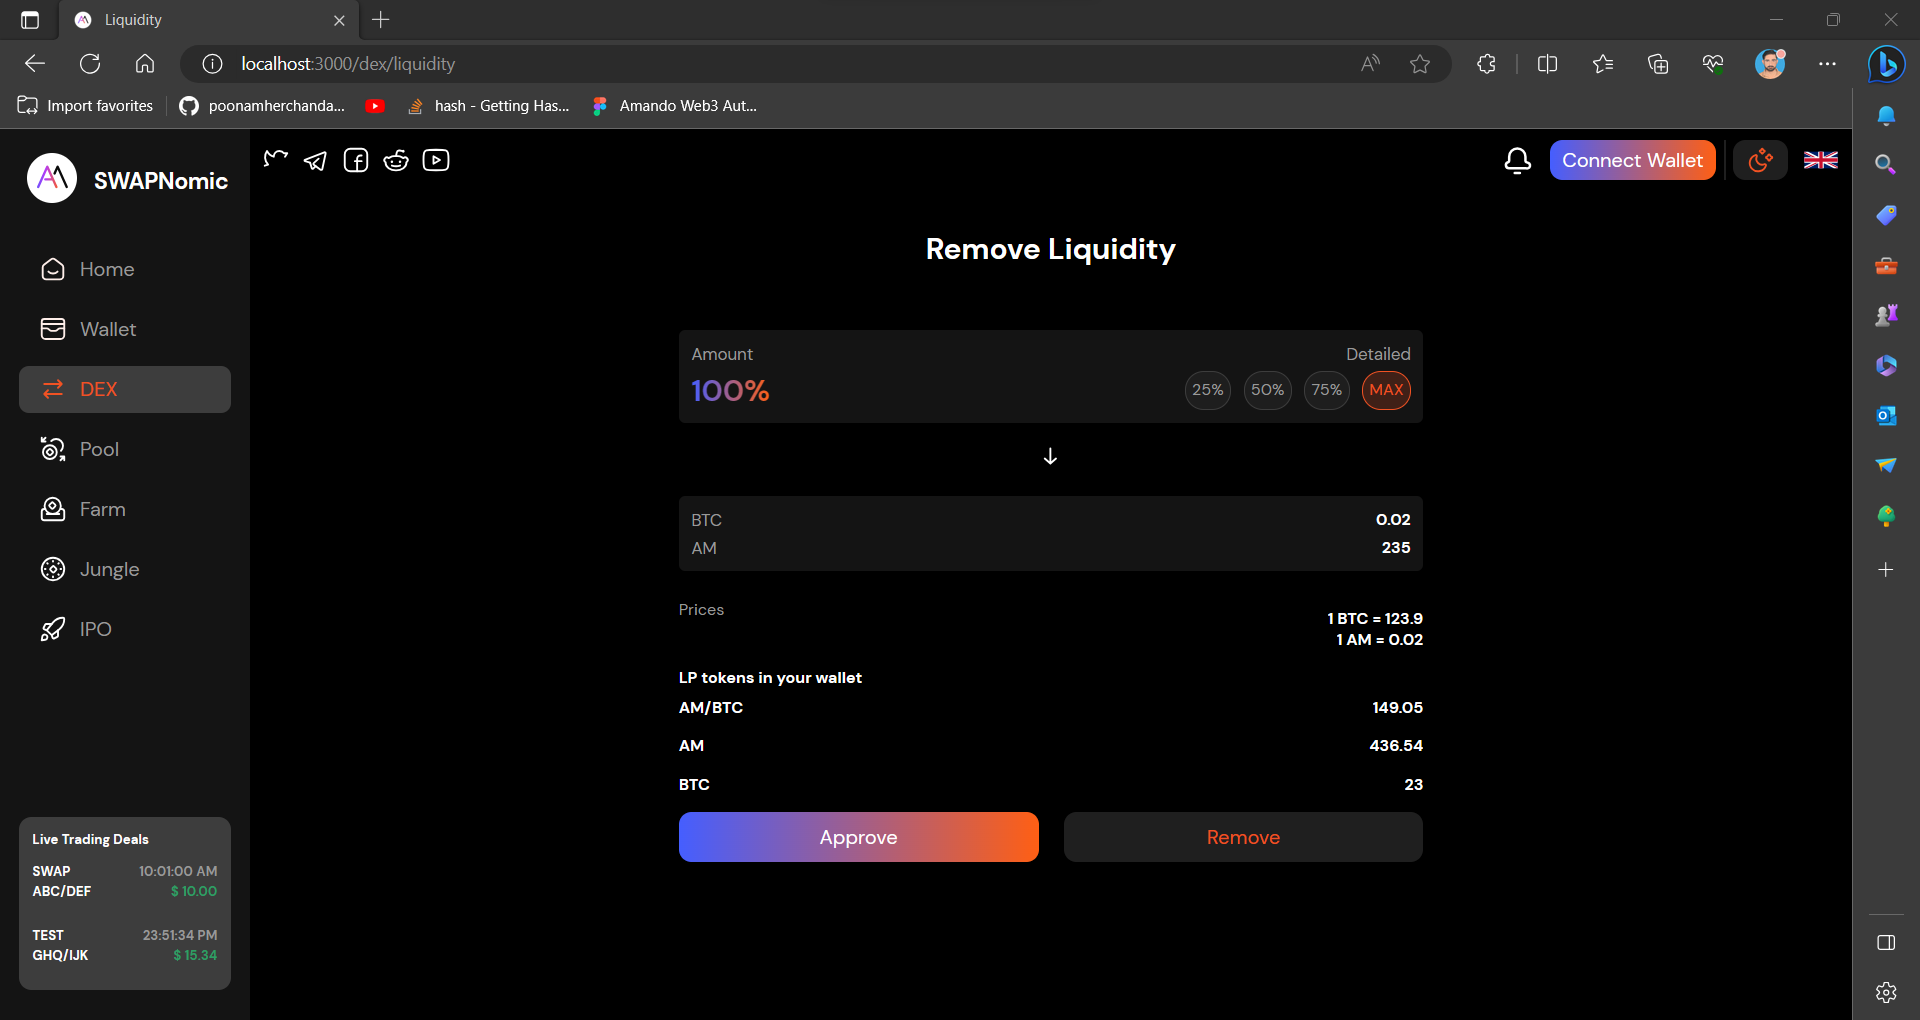 Liquidity
localhost:3000/dex/liquidity
Import favorites
poonamherchanda...
hash - Getting Has...
Amando Web3 Aut...
SWAPNomic
Connect Wallet
Home
Wallet
DEX
Pool
Farm
Jungle
IPO
Live Trading Deals
SWAP 10:01:00 AM
ABC/DEF $ 10.00
TEST 23:51:34 PM
GHQ/IJK $ 15.34
Remove Liquidity
Amount Detailed
100% 25% 50% 75% MAX
BTC 0.02
AM 235
Prices
1 BTC = 123.9
1 AM = 0.02
LP tokens in your wallet
AM/BTC 149.05
AM 436.54
BTC 23
Approve Remove